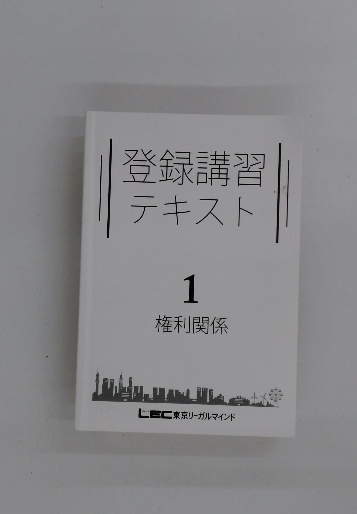 登録講習
テキスト
1
権利関係
LEC東京リーガルマインド